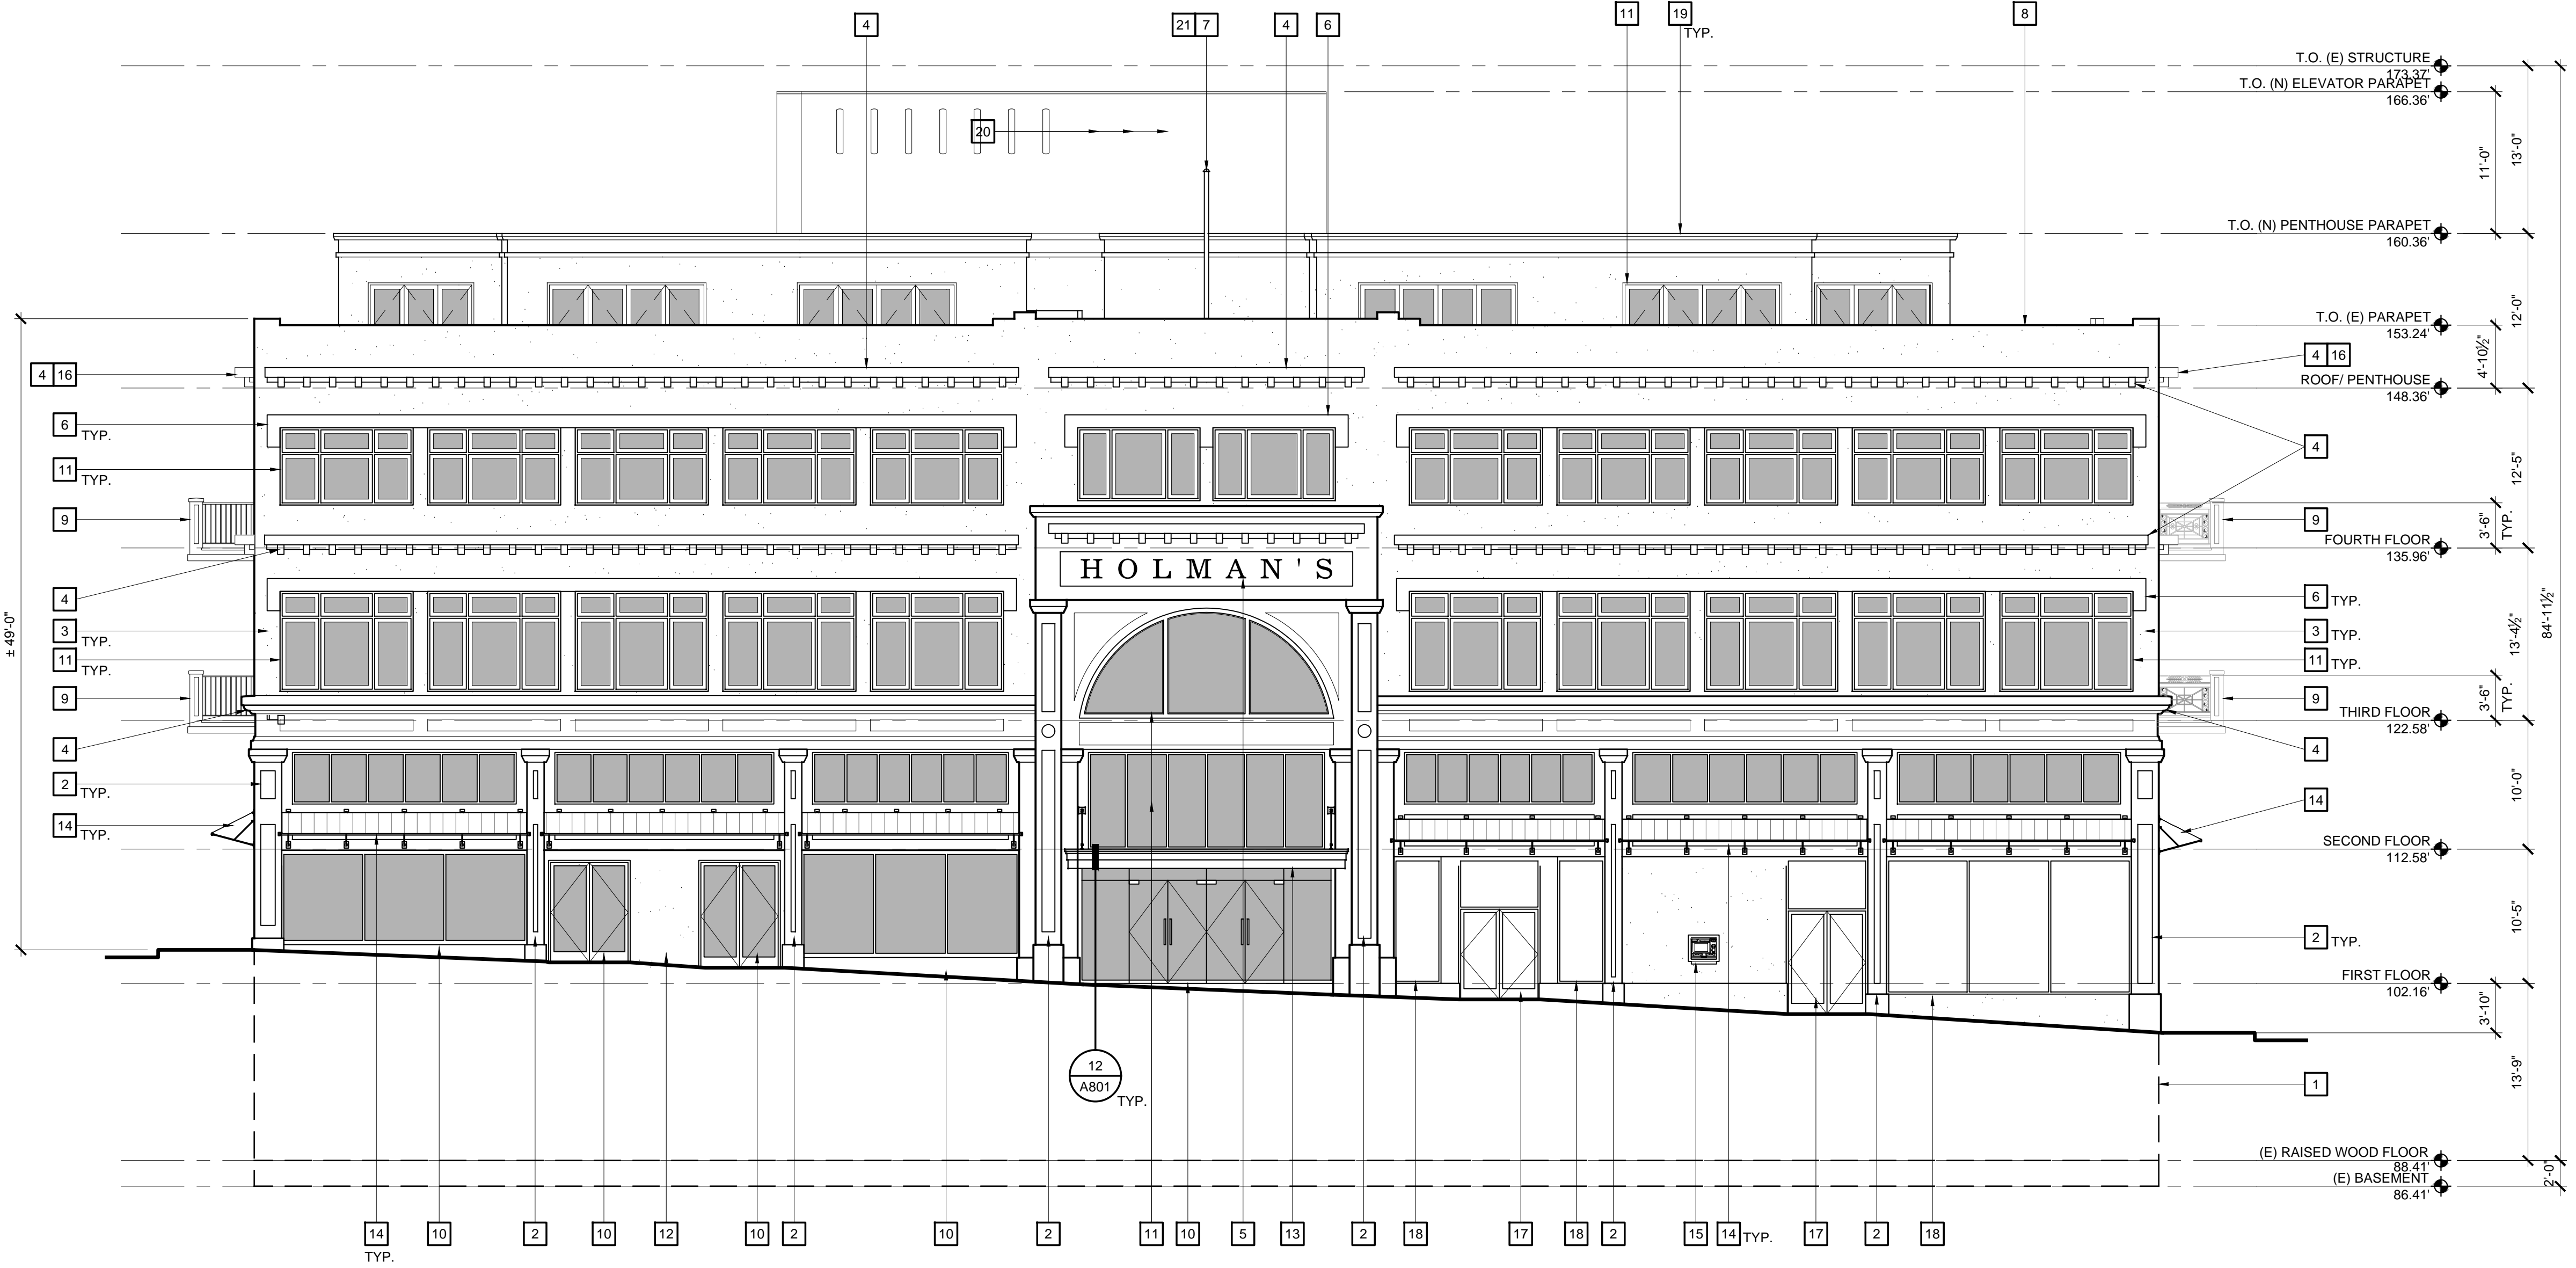 4
21 7
4
6
11
19
TYP.
8
T.O. (E) STRUCTURE
173.37'
T.O. (N) ELEVATOR PARAPET
166.36'
20
11'-0"
13'-0"
T.O. (N) PENTHOUSE PARAPET
160.36'
T.O. (E) PARAPET
153.24'
12'-0"
4 16
4 16
4'-10½"
ROOF/ PENTHOUSE
148.36'
6
TYP.
4
11
TYP.
12'-5"
9
9
3'-6"
TYP.
FOURTH FLOOR
135.96'
HOLMAN'S
4
6
TYP.
± 49'-0"
3
TYP.
3
TYP.
13'-4½"
84'-11½"
11
TYP.
11
TYP.
9
9
3'-6"
TYP.
THIRD FLOOR
122.58'
4
4
2
TYP.
10'-0"
14
TYP.
14
SECOND FLOOR
112.58'
10'-5"
2
TYP.
FIRST FLOOR
102.16'
3'-10"
12
A801
TYP.
1
13'-9"
(E) RAISED WOOD FLOOR
88.41'
(E) BASEMENT
86.41'
2'-0"
14
TYP.
10
2
10
12
10
2
10
2
11
10
5
13
2
18
17
18
2
15
14
TYP.
17
2
18